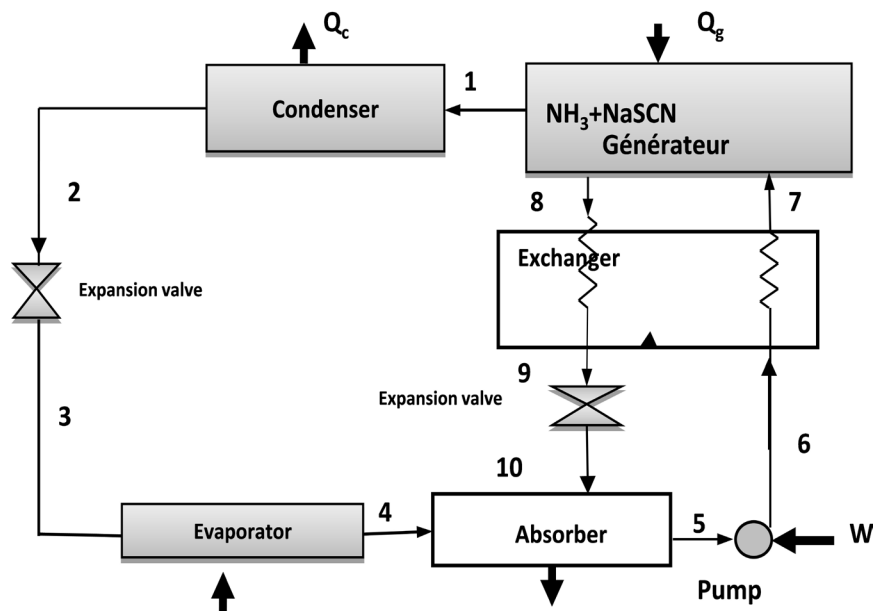 Q_c
Q_g
1
Condenser
NH₃+NaSCN
Générateur
2
8
7
Exchanger
Expansion valve
9
Expansion valve
3
6
10
4
5
Evaporator
Absorber
W
Pump